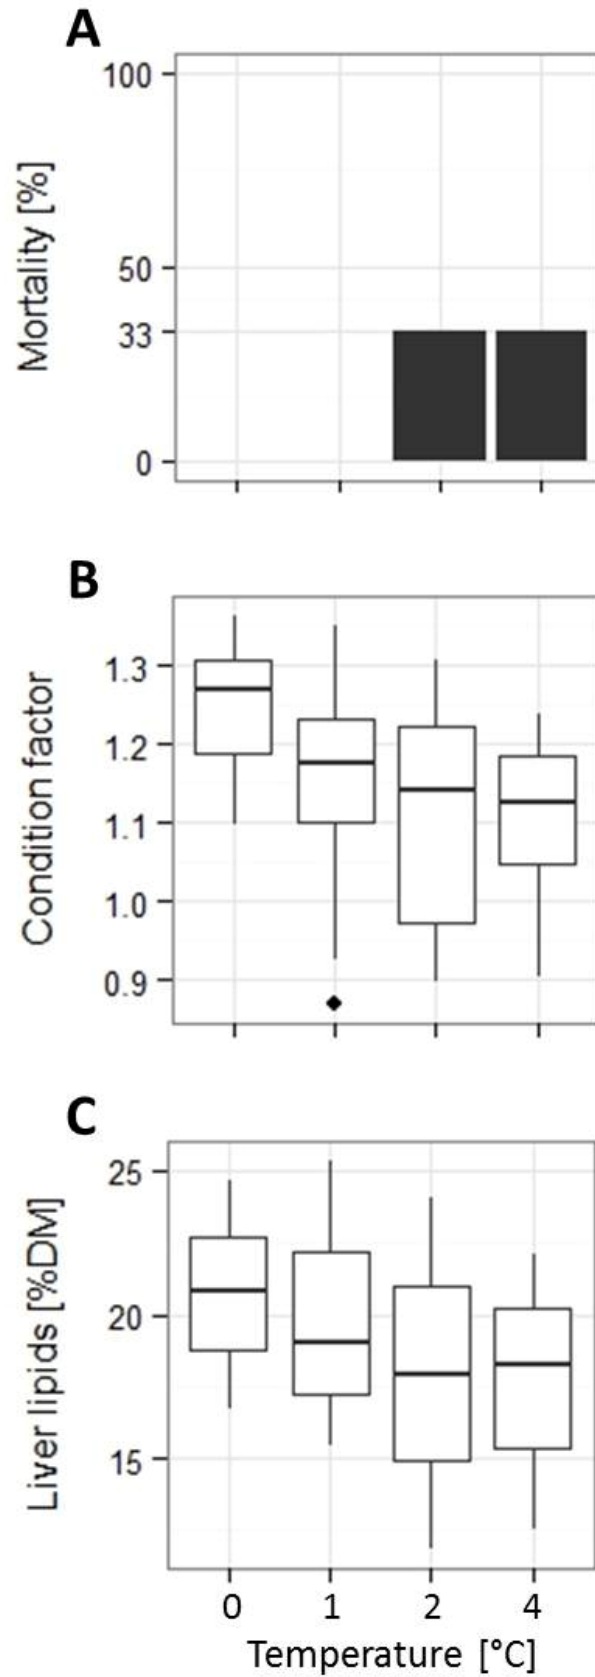 A
Mortality [%]
100
50
33
0
B
Condition factor
1.3
1.2
1.1
1.0
0.9
C
Liver lipids [%DM]
25
20
15
0 1 2 4
Temperature [°C]